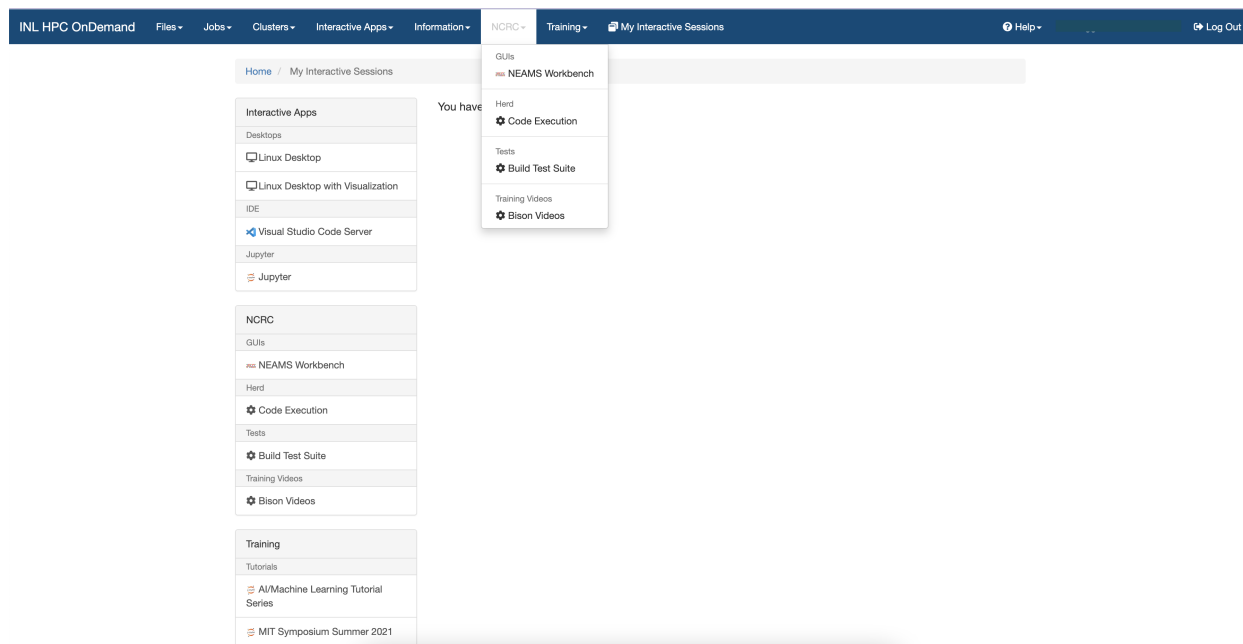 INL HPC OnDemand Files Jobs Clusters Interactive Apps Information NCRC Training My Interactive Sessions Help Log Out
Home / My Interactive Sessions
GUIs
NEAMS Workbench
Herd
Code Execution
Tests
Build Test Suite
Training Videos
Bison Videos
You have
Interactive Apps
Desktops
Linux Desktop
Linux Desktop with Visualization
IDE
Visual Studio Code Server
Jupyter
Jupyter
NCRC
GUIs
NEAMS Workbench
Herd
Code Execution
Tests
Build Test Suite
Training Videos
Bison Videos
Training
Tutorials
AI/Machine Learning Tutorial
Series
MIT Symposium Summer 2021